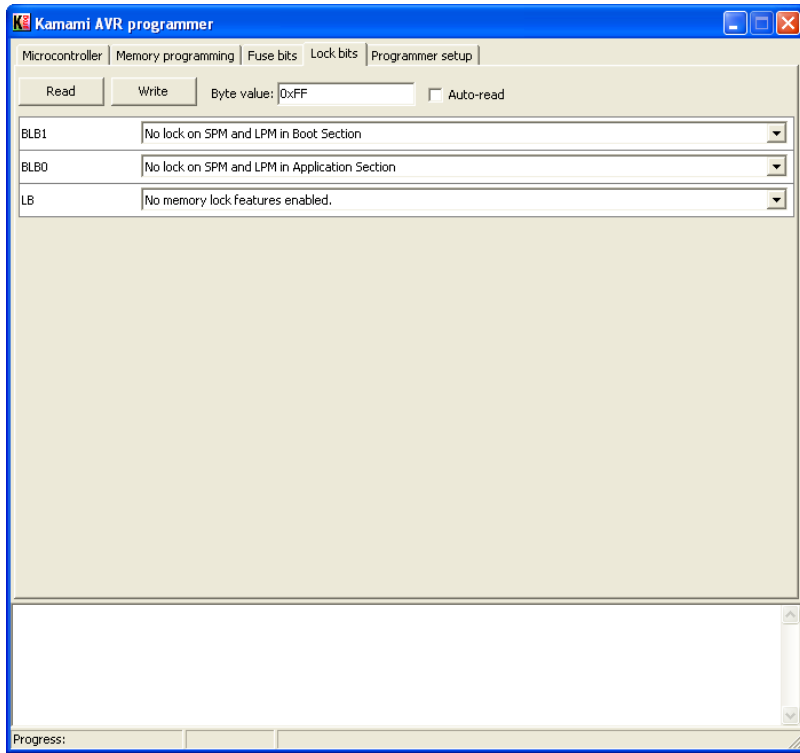 Kamami AVR programmer
Microcontroller Memory programming Fuse bits Lock bits Programmer setup
Read Write Byte value: 0xFF Auto-read
BLB1 No lock on SPM and LPM in Boot Section
BLB0 No lock on SPM and LPM in Application Section
LB No memory lock features enabled.
Progress: